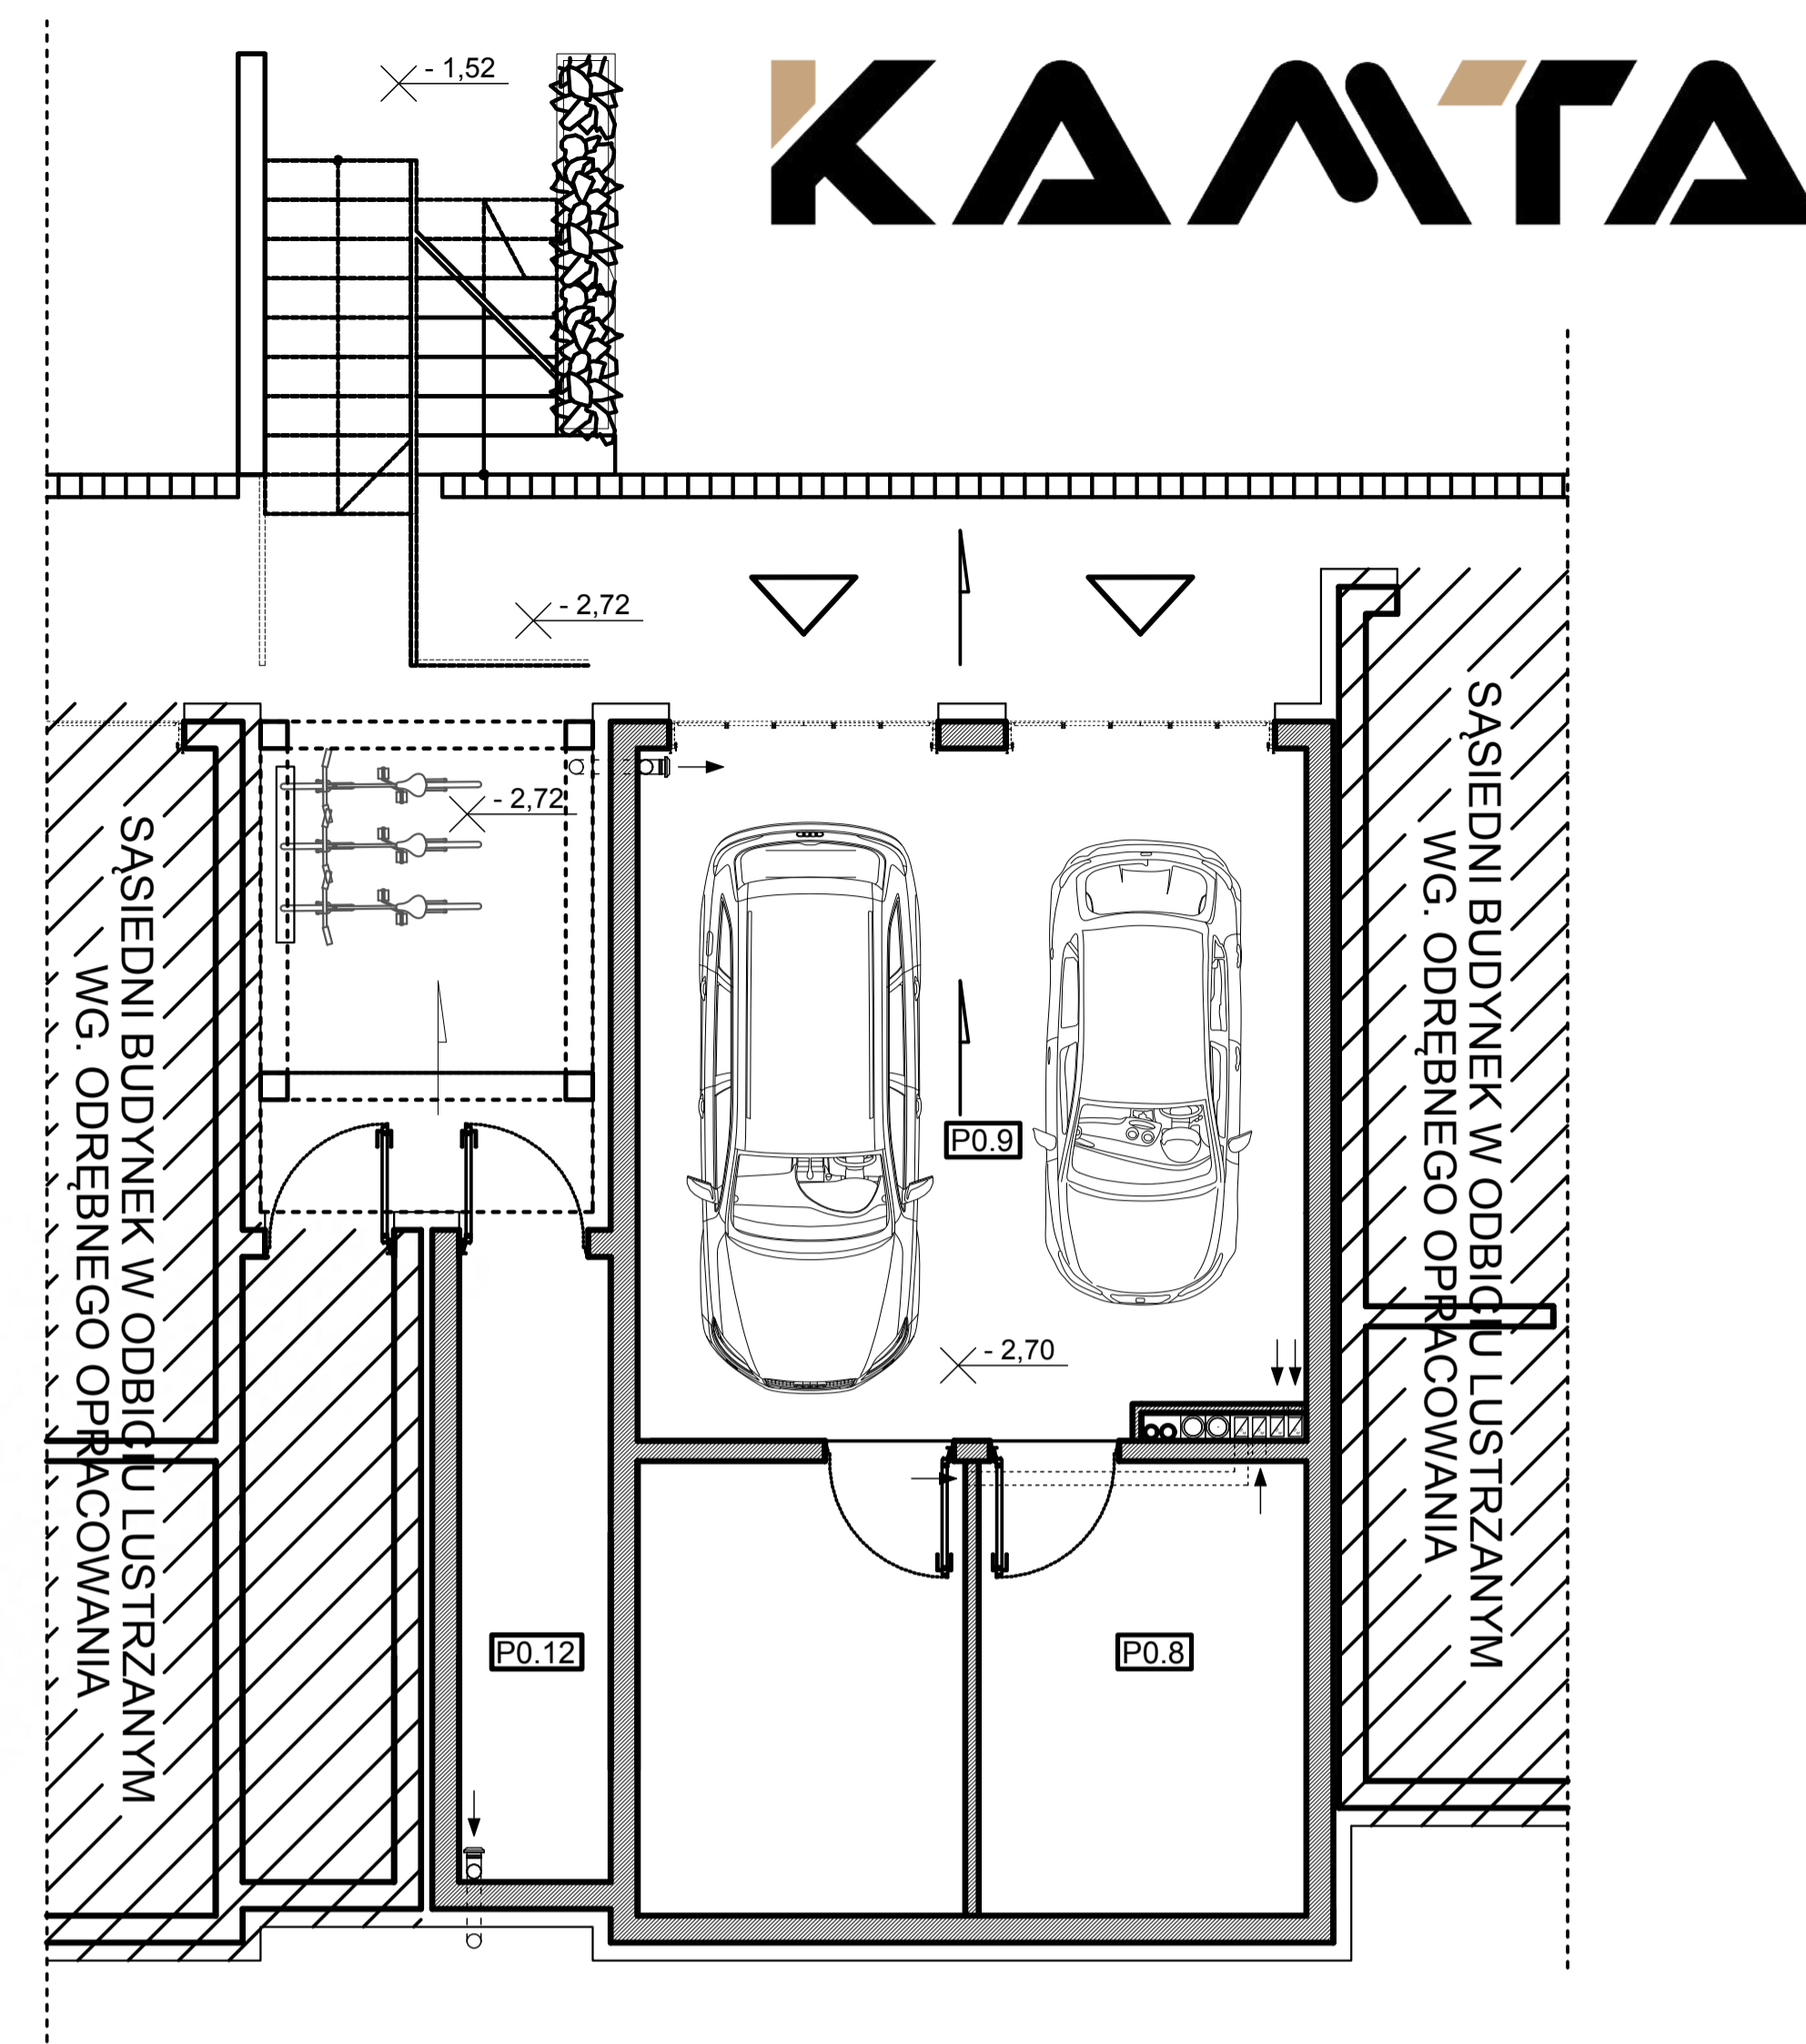 - 1,52
KAMTA
- 2,72
- 2,72
SĄSIEDNI BUDYNEK W ODBICIU LUSTRZANYM
WG. ODRĘBNEGO OPRACOWANIA
SĄSIEDNI BUDYNEK W ODBICIU LUSTRZANYM
WG. ODRĘBNEGO OPRACOWANIA
P0.9
- 2,70
P0.12
P0.8